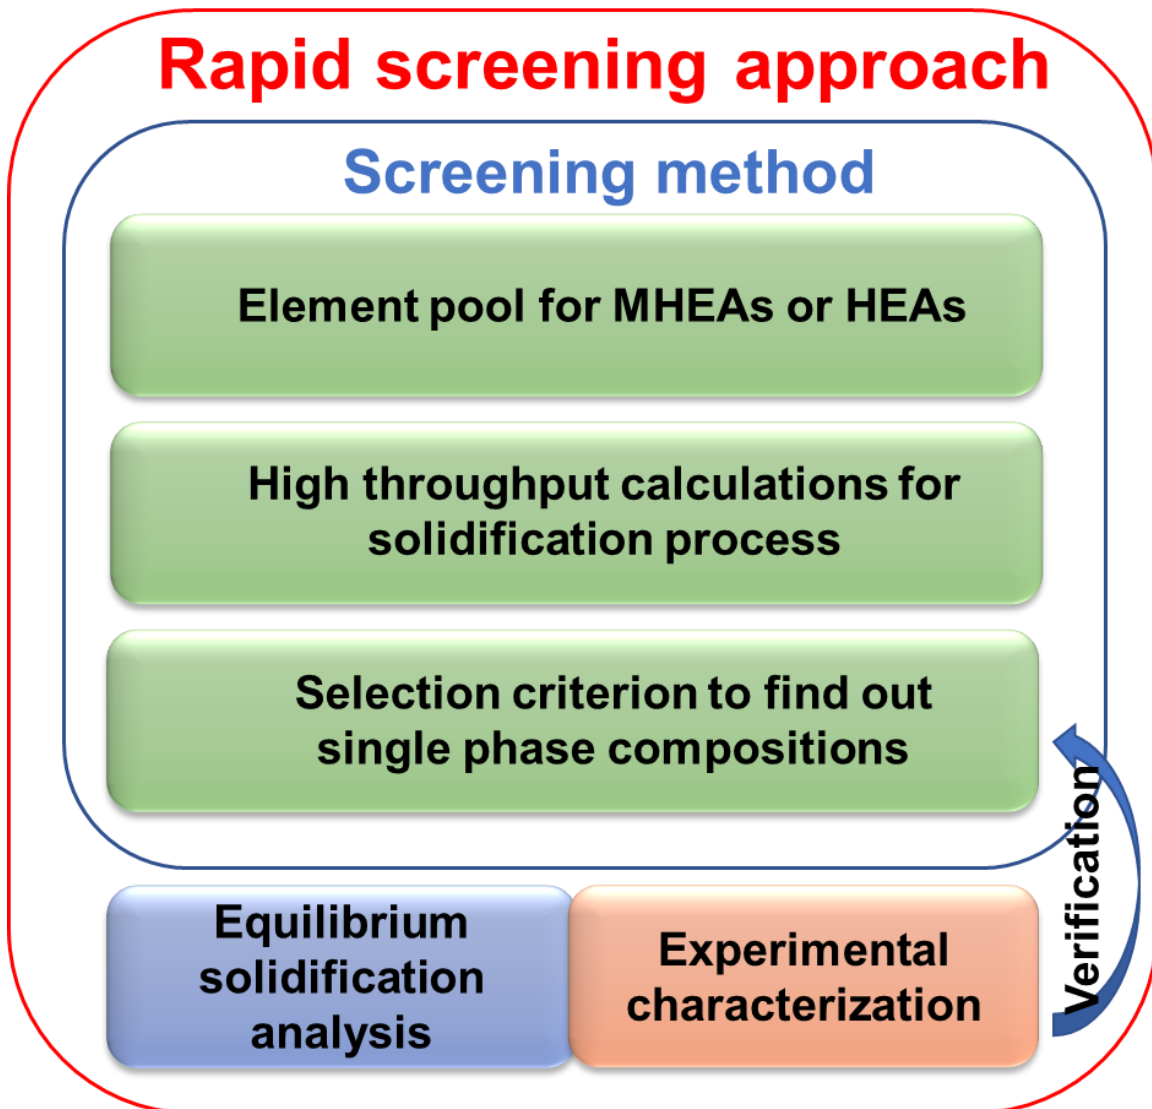 Rapid screening approach
Screening method
Element pool for MHEAs or HEAs
High throughput calculations for
solidification process
Selection criterion to find out
single phase compositions
Verification
Equilibrium
solidification
analysis
Experimental
characterization